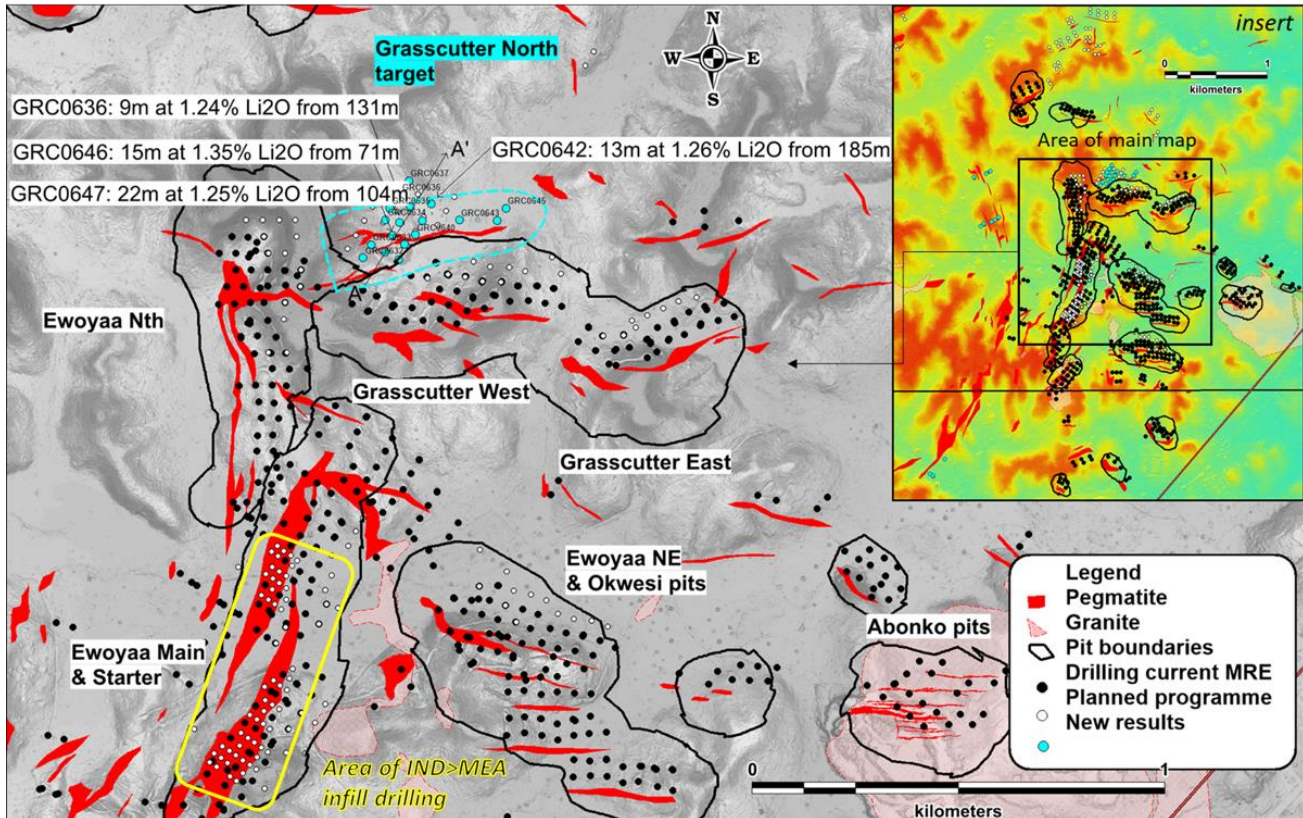 Grasscutter North
target
N
W E
S
insert
0 1
kilometers
Area of main map
GRC0636: 9m at 1.24% Li2O from 131m
GRC0646: 15m at 1.35% Li2O from 71m
GRC0647: 22m at 1.25% Li2O from 104m
GRC0642: 13m at 1.26% Li2O from 185m
A'
GRC0637
GRC0636
GRC0635
GRC0634
GRC0643
GRC0645
GRC0640
A
Ewoyaa Nth
Grasscutter West
Grasscutter East
Ewoyaa NE
& Okwesi pits
Abonko pits
Ewoyaa Main
& Starter
Area of IND>MEA
infill drilling
Legend
Pegmatite
Granite
Pit boundaries
Drilling current MRE
Planned programme
New results
0 1
kilometers